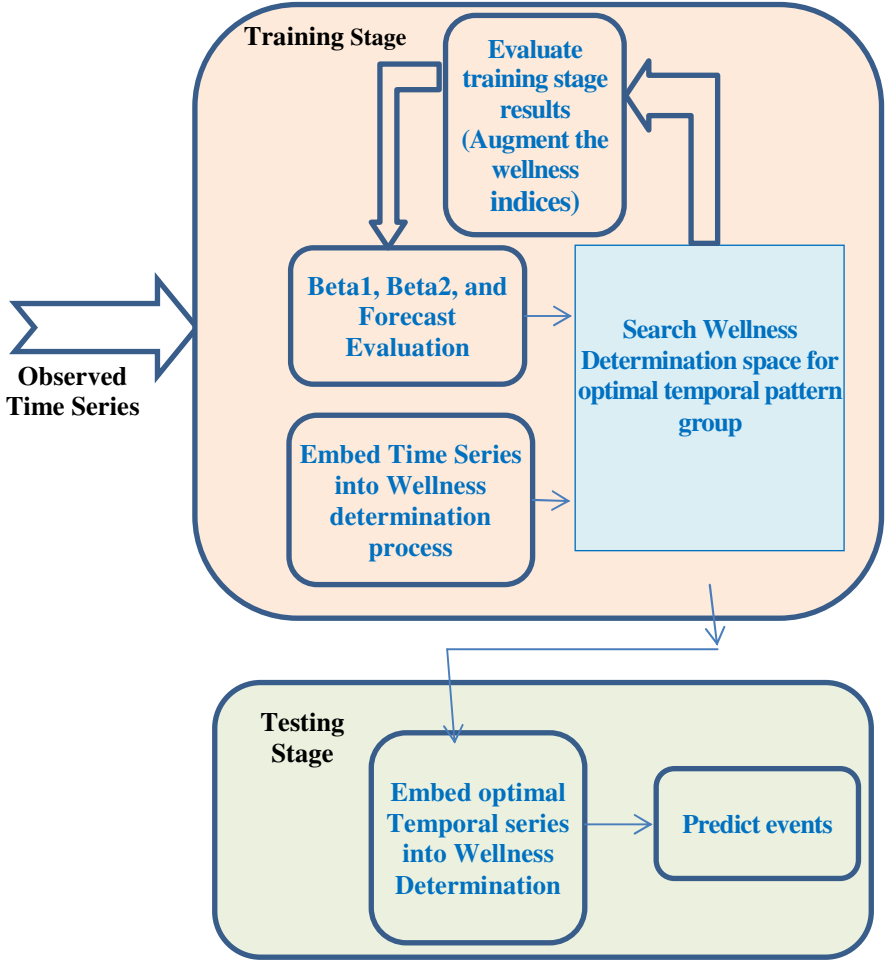 Training Stage
Evaluate
training stage
results
(Augment the
wellness
indices)
Beta1, Beta2, and
Forecast
Evaluation
Search Wellness
Determination space for
optimal temporal pattern
group
Observed
Time Series
Embed Time Series
into Wellness
determination
process
Testing
Stage
Embed optimal
Temporal series
into Wellness
Determination
Predict events